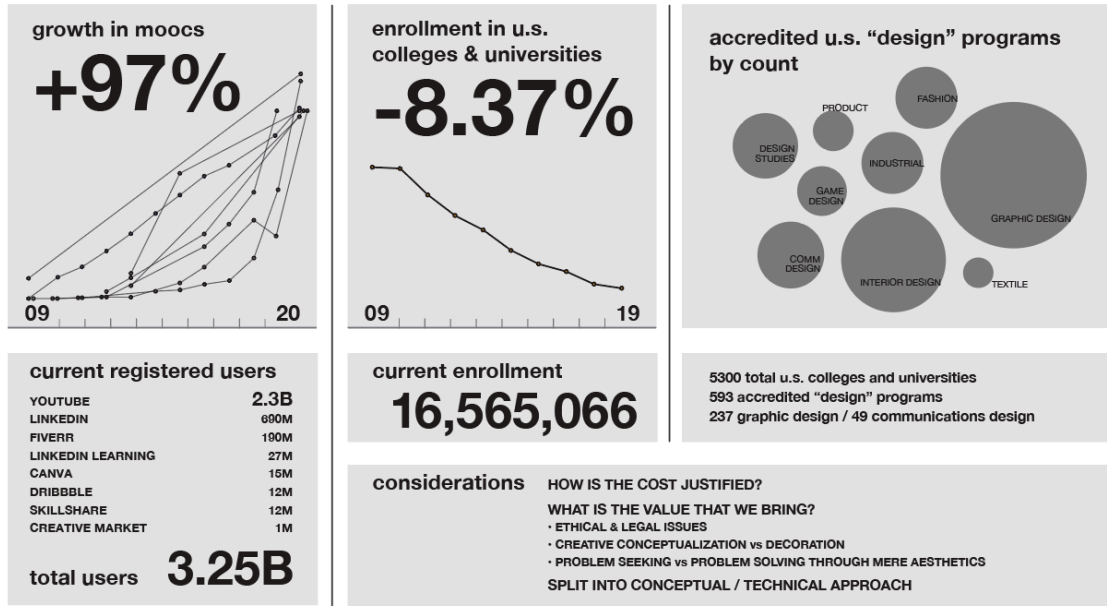 growth in moocs
+97%
09
20
current registered users
YOUTUBE 2.3B
LINKEDIN 690M
FIVERR 190M
LINKEDIN LEARNING 27M
CANVA 15M
DRIBBBLE 12M
SKILLSHARE 12M
CREATIVE MARKET 1M
total users 3.25B
enrollment in u.s.
colleges & universities
-8.37%
09
19
current enrollment
16,565,066
accredited u.s. “design” programs
by count
FASHION
PRODUCT
DESIGN
STUDIES
INDUSTRIAL
GAME
DESIGN
GRAPHIC DESIGN
COMM
DESIGN
INTERIOR DESIGN
TEXTILE
5300 total u.s. colleges and universities
593 accredited “design” programs
237 graphic design / 49 communications design
considerations
HOW IS THE COST JUSTIFIED?
WHAT IS THE VALUE THAT WE BRING?
• ETHICAL & LEGAL ISSUES
• CREATIVE CONCEPTUALIZATION vs DECORATION
• PROBLEM SEEKING vs PROBLEM SOLVING THROUGH MERE AESTHETICS
SPLIT INTO CONCEPTUAL / TECHNICAL APPROACH